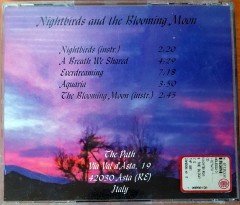 Nightbirds and the Blooming Moon
Nightbirds (instr.) 2:20
A Breath We Shared 4:29
Everdreaming 7:18
Aquaria 3:50
The Blooming Moon (instr.) 2:45
The Path
Via Val d'Asta, 19
42030 Asta (RE)
Italy